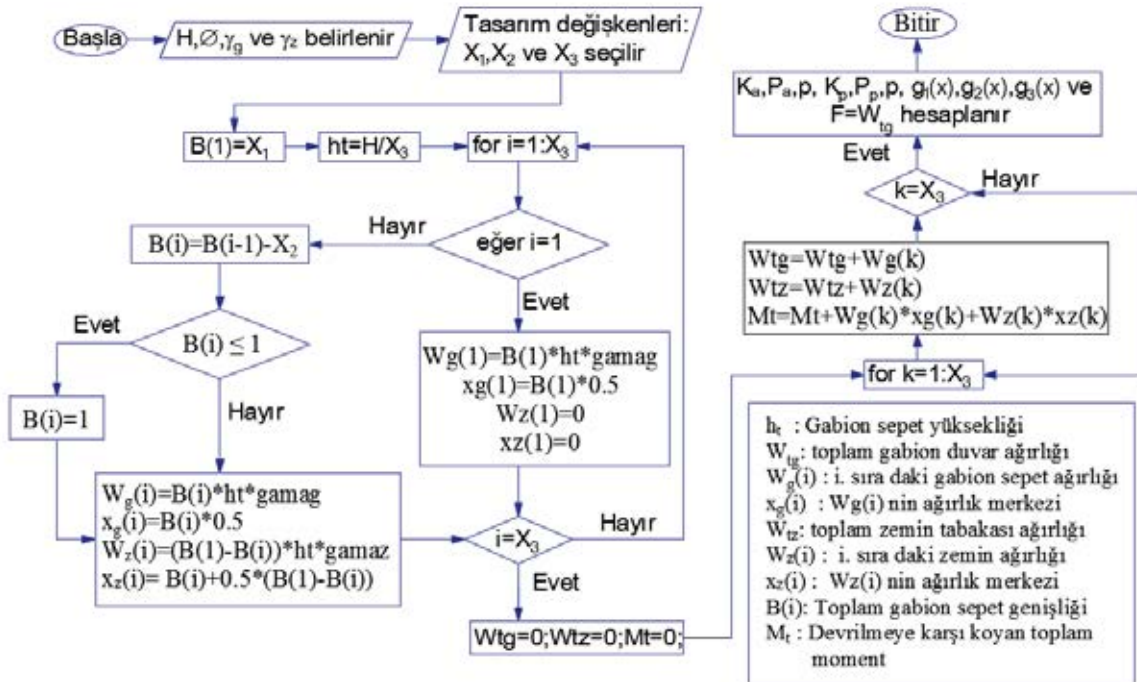 Başla
H,∅,γg ve γz belirlenir
Tasarım değişkenleri:
X1,X2 ve X3 seçilir
B(1)=X1
ht=H/X3
for i=1:X3
eğer i=1
Hayır
B(i)=B(i-1)-X2
Evet
B(i) ≤ 1
Evet
Hayır
B(i)=1
Wg(1)=B(1)*ht*gamag
xg(1)=B(1)*0.5
Wz(1)=0
xz(1)=0
Wg(i)=B(i)*ht*gamag
xg(i)=B(i)*0.5
Wz(i)=(B(1)-B(i))*ht*gamaz
xz(i)= B(i)+0.5*(B(1)-B(i))
i=X3
Hayır
Evet
Wtg=0;Wtz=0;Mt=0;
for k=1:X3
Wtg=Wtg+Wg(k)
Wtz=Wtz+Wz(k)
Mt=Mt+Wg(k)*xg(k)+Wz(k)*xz(k)
k=X3
Hayır
Evet
Ka,Pa,p, Kp,Pp,p, g1(x),g2(x),g3(x) ve
F=Wtg hesaplanır
Bitir
ht : Gabion sepet yüksekliği
Wtg: toplam gabion duvar ağırlığı
Wg(i) : i. sıra daki gabion sepet ağırlığı
xg(i) : Wg(i) nin ağırlık merkezi
Wtz: toplam zemin tabakası ağırlığı
Wz(i) : i. sıra daki zemin ağırlığı
xz(i) : Wz(i) nin ağırlık merkezi
B(i): Toplam gabion sepet genişliği
Mt : Devrilmeye karşı koyan toplam
moment